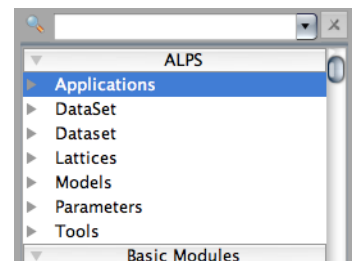 ALPS
Applications
DataSet
Dataset
Lattices
Models
Parameters
Tools
Basic Modules